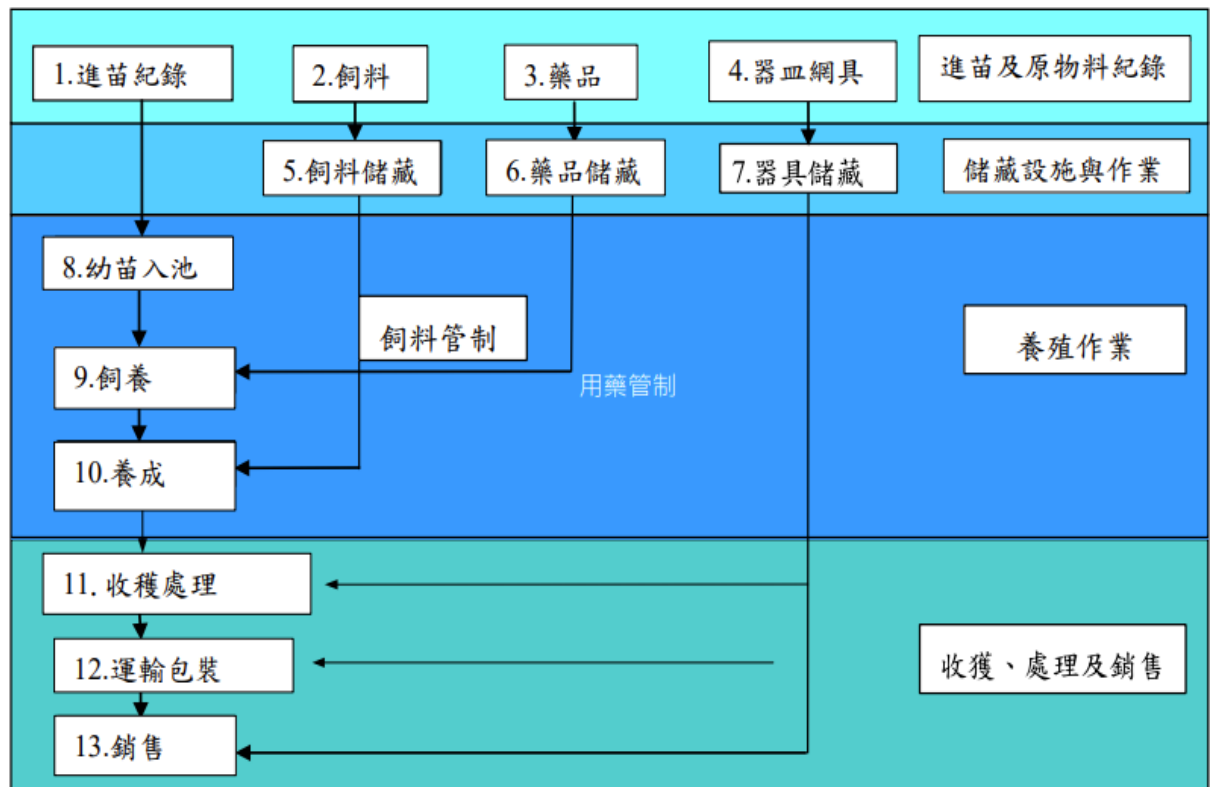 1.進苗紀錄
2.飼料
3.藥品
4.器皿網具
進苗及原物料紀錄
5.飼料儲藏
6.藥品儲藏
7.器具儲藏
儲藏設施與作業
8.幼苗入池
飼料管制
養殖作業
9.飼養
用藥管制
10.養成
11.收穫處理
12.運輸包裝
收獲、處理及銷售
13.銷售